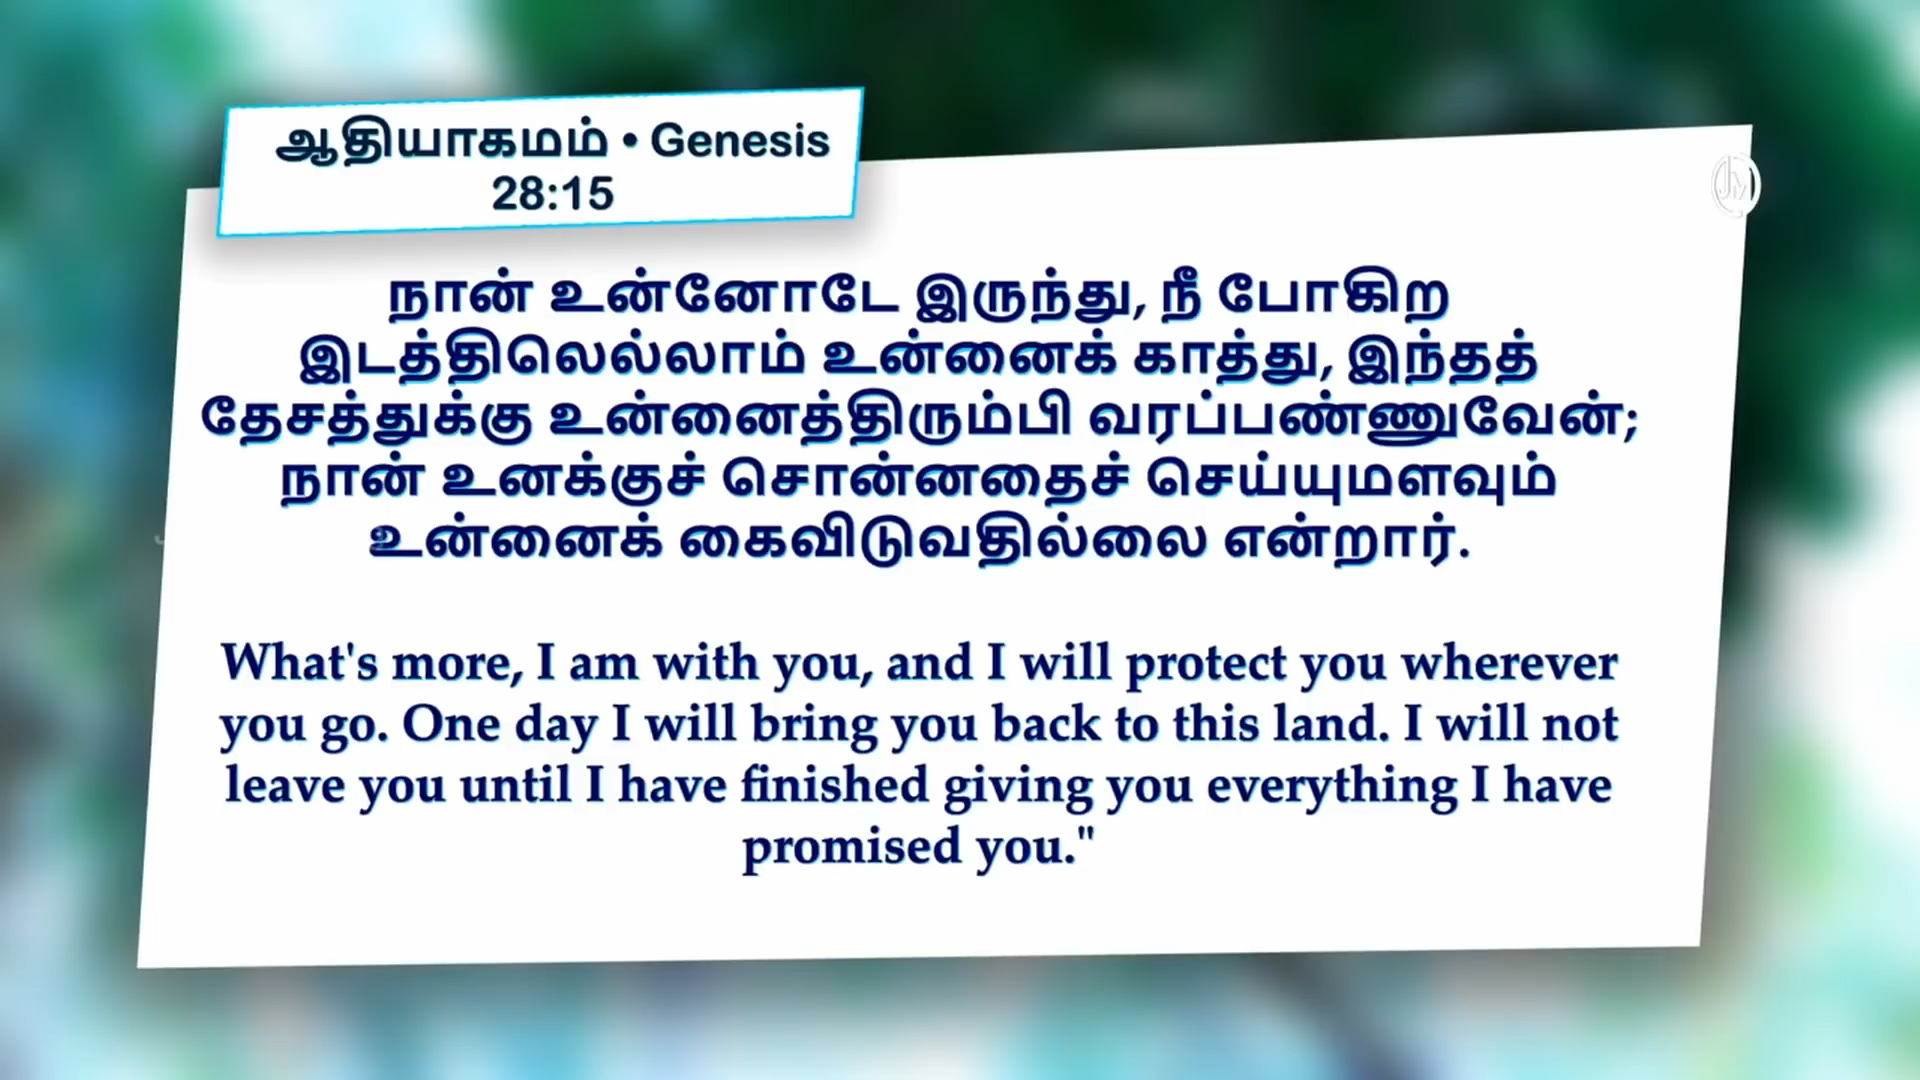 ஆதியாகமம் • Genesis
28:15
நான் உன்னோடே இருந்து, நீ போகிற
இடத்திலெல்லாம் உன்னைக் காத்து, இந்தத்
தேசத்துக்கு உன்னைத்திரும்பி வரப்பண்ணுவேன்;
நான் உனக்குச் சொன்னதைச் செய்யுமளவும்
உன்னைக் கைவிடுவதில்லை என்றார்.
What's more, I am with you, and I will protect you wherever
you go. One day I will bring you back to this land. I will not
leave you until I have finished giving you everything I have
promised you."